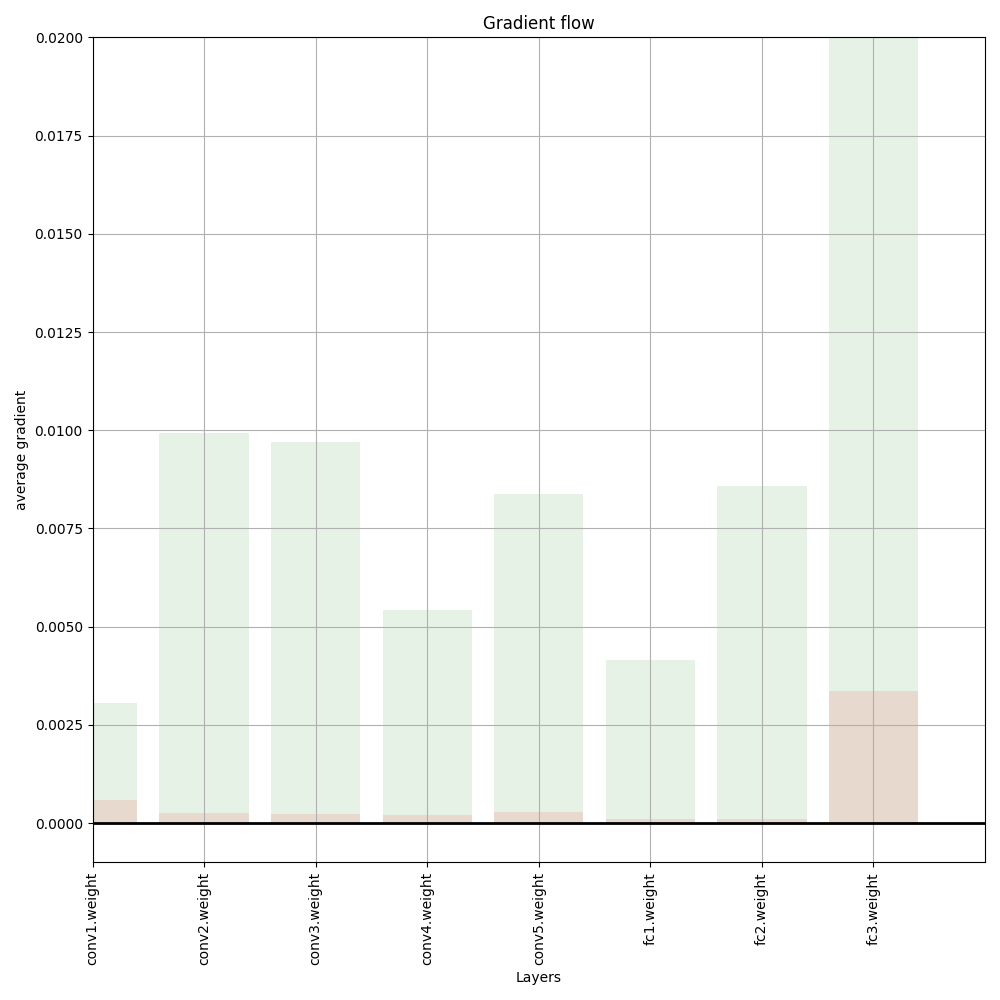 Gradient flow
0.0200
0.0175
0.0150
0.0125
0.0100
0.0075
0.0050
0.0025
0.0000
average gradient
conv1.weight
conv2.weight
conv3.weight
conv4.weight
conv5.weight
fc1.weight
fc2.weight
fc3.weight
Layers